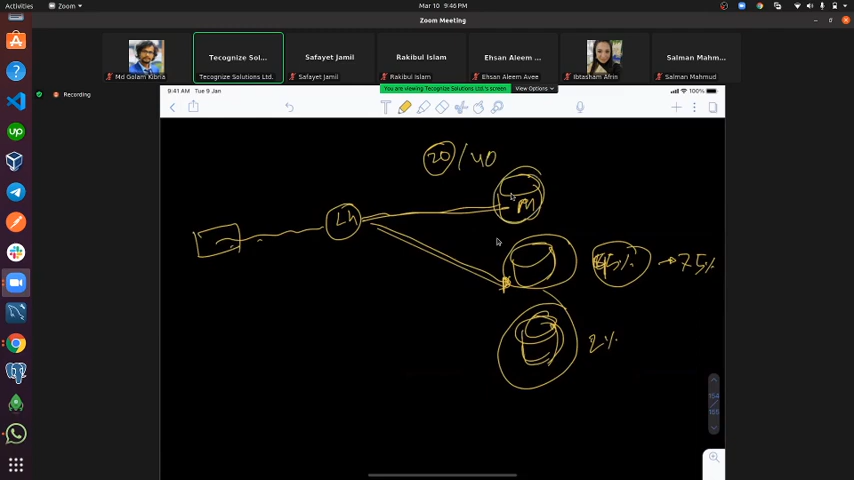 Activities
Zoom
Mar 10 9:46 PM
Zoom Meeting
Tecognize Sol...
Safayet Jamil
Rakibul Islam
Ehsan Aleem ...
Salman Mahm...
Md Golam Kibria
Tecognize Solutions Ltd.
Safayet Jamil
Rakibul Islam
Ehsan Aleem Avee
Ibtasham Afrin
Salman Mahmud
Recording
9:41 AM Tue 9 Jan
You are viewing Tecognize Solutions Ltd.'s screen
View Options
100%
20/40
→75%
2%
154
155